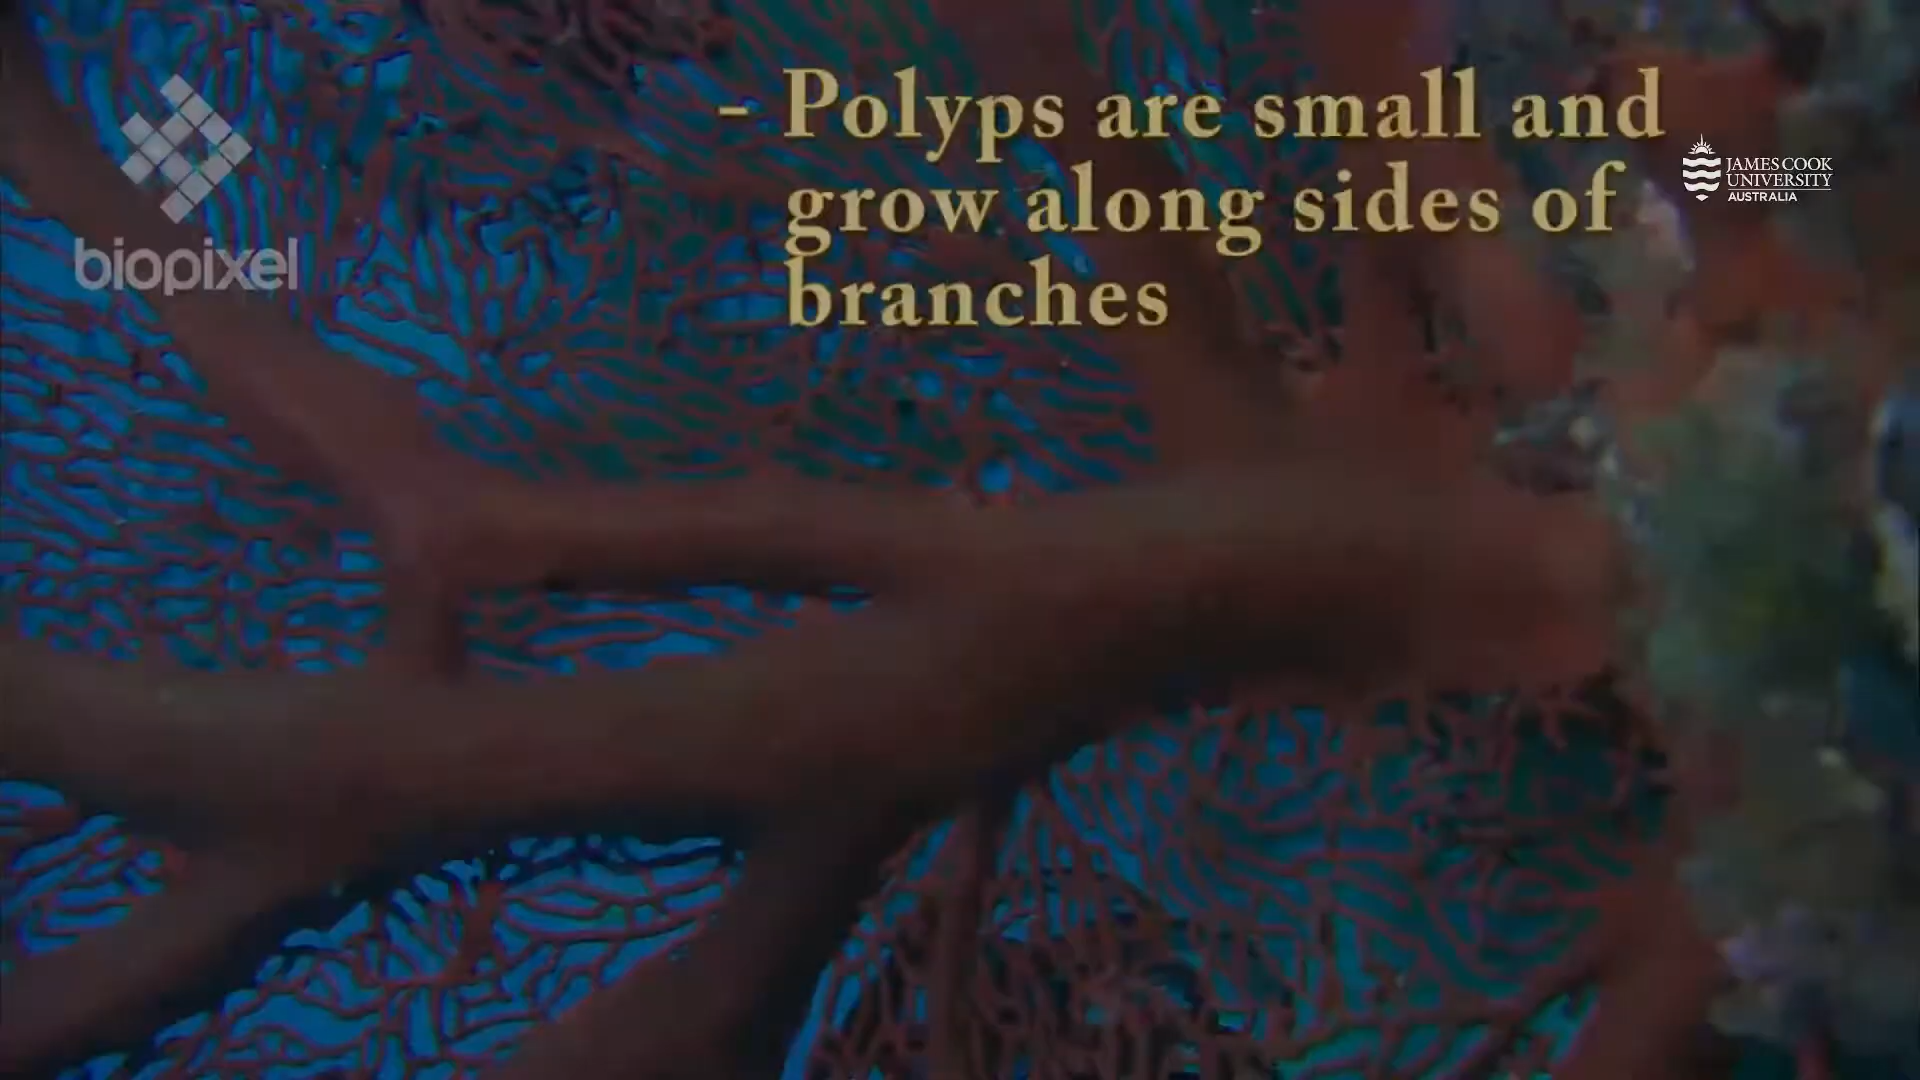 - Polyps are small and
grow along sides of
branches
biopixel
JAMES COOK
UNIVERSITY
AUSTRALIA